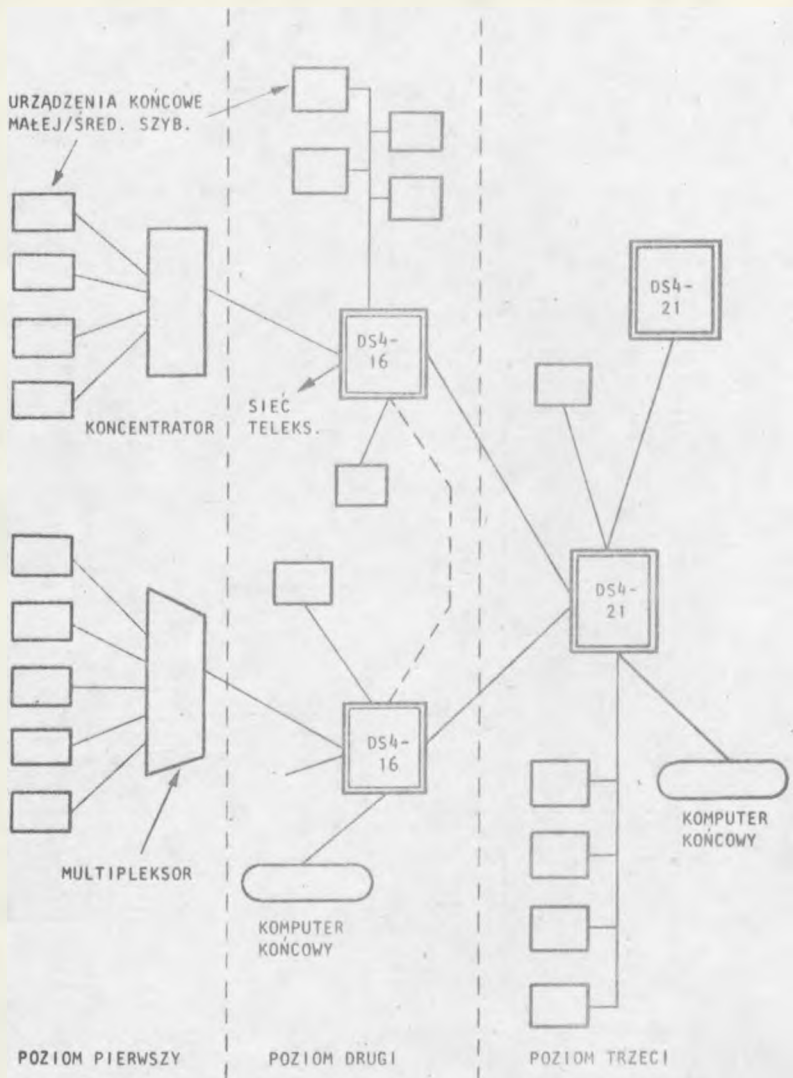 URZĄDZENIA KOŃCOWE
MAŁEJ/ŚRED. SZYB.
DS4-
21
DS4-
16
SIEĆ
TELEKS.
KONCENTRATOR
DS4-
21
DS4-
16
KOMPUTER
KOŃCOWY
MULTIPLEKSOR
KOMPUTER
KOŃCOWY
POZIOM PIERWSZY
POZIOM DRUGI
POZIOM TRZECI